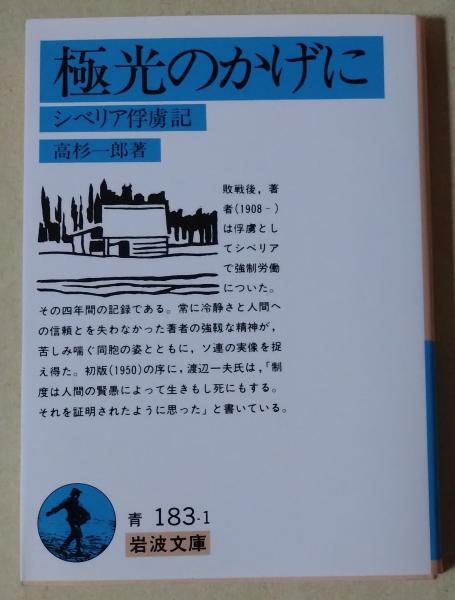 極光のかげに
シベリア俘虜記
高杉一郎著
敗戦後，著
者(1908‐ )
は俘虜とし
てシベリア
で強制労働
についた。
その四年間の記録である。常に冷静さと人間へ
の信頼とを失わなかった著者の強靱な精神が，
苦しみ喘ぐ同胞の姿とともに，ソ連の実像を捉
え得た。初版(1950)の序に，渡辺一夫氏は，「制
度は人間の賢愚によって生きもし死にもする。
それを証明されたように思った」と書いている。
青 183-1
岩波文庫